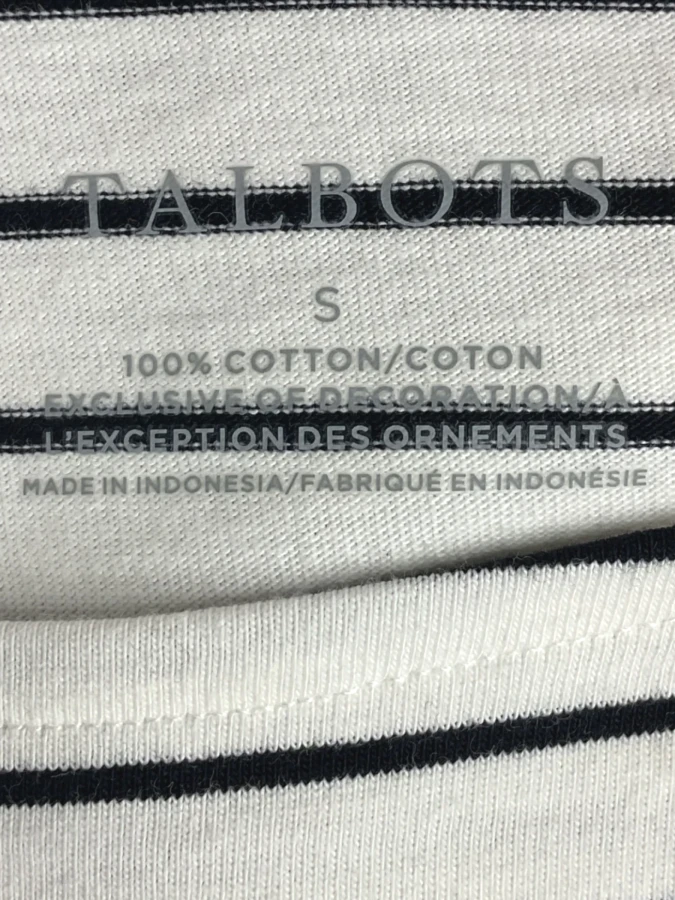 TALBOTS
S
100% COTTON/COTON
EXCLUSIVE OF DECORATION/À
L'EXCEPTION DES ORNEMENTS
MADE IN INDONESIA/FABRIQUÉ EN INDONÉSIE